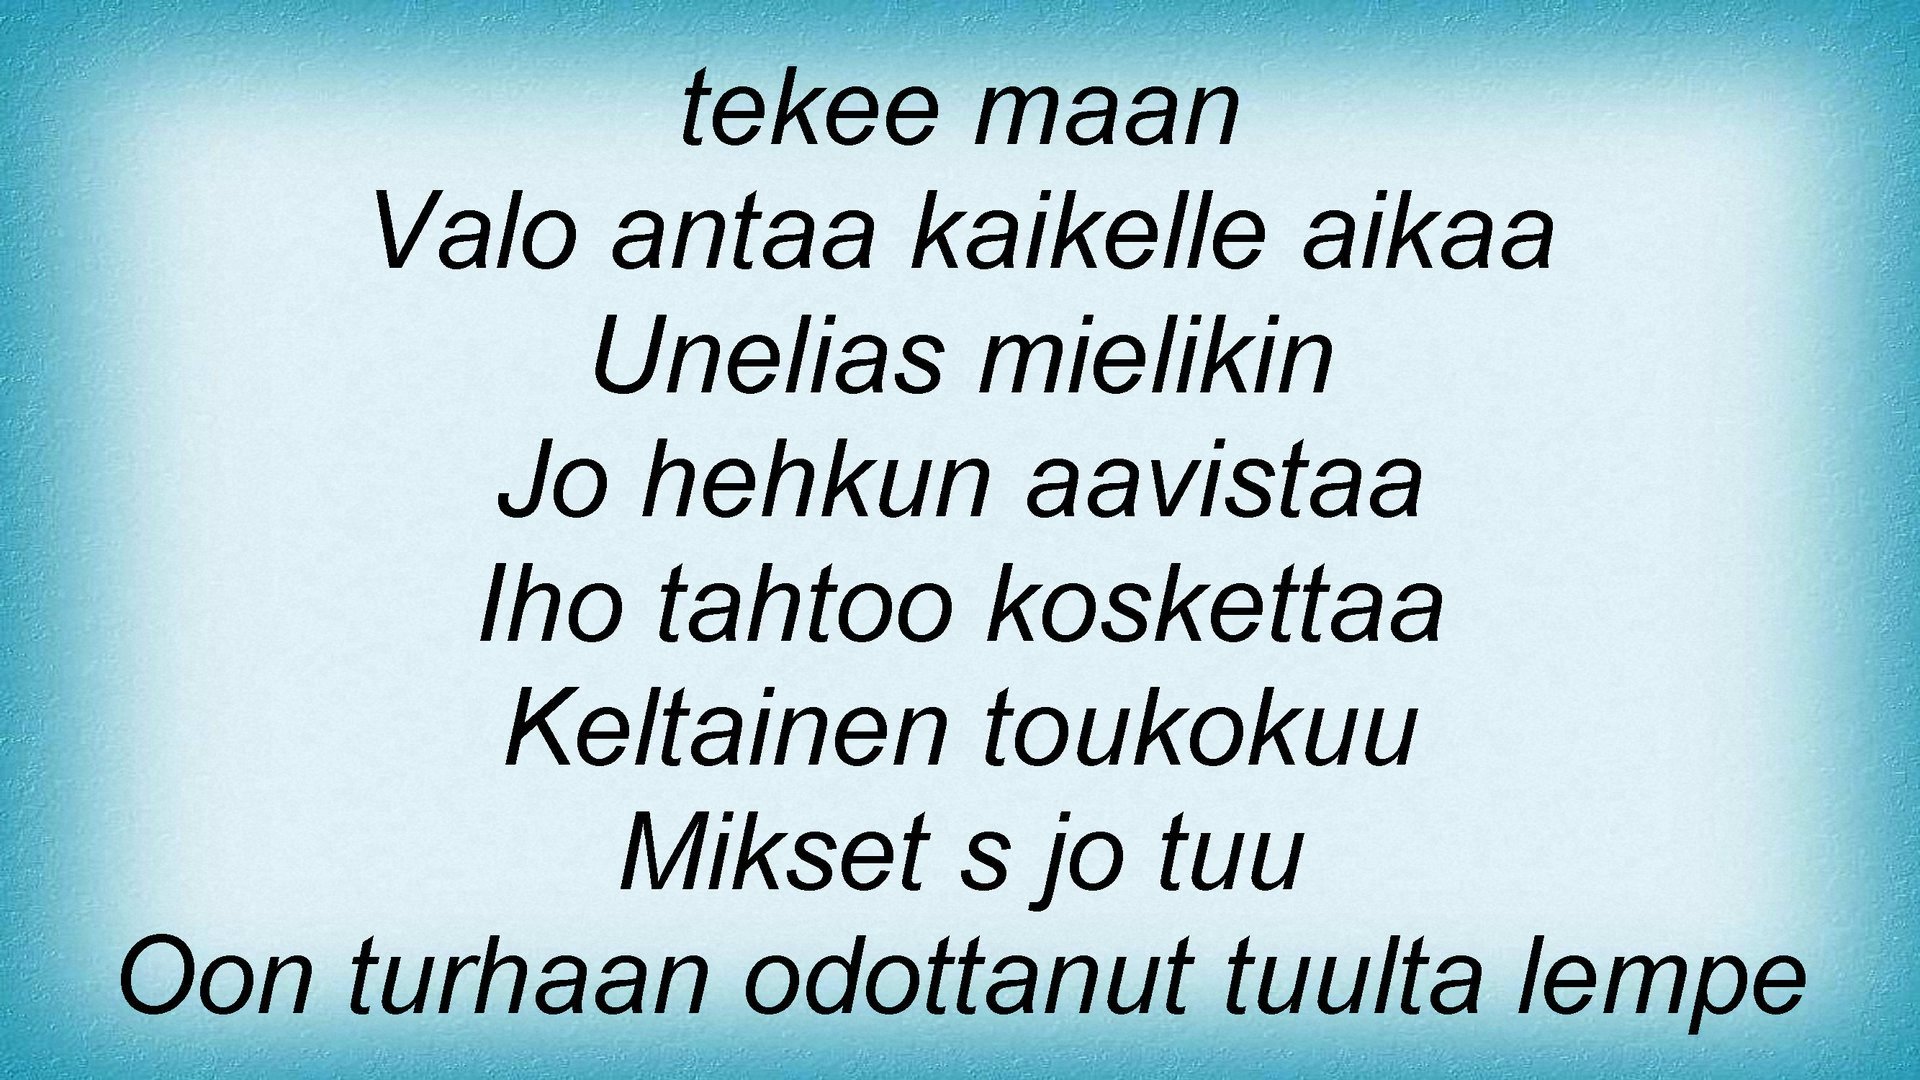 tekee maan
Valo antaa kaikelle aikaa
Unelias mielikin
Jo hehkun aavistaa
Iho tahtoo koskettaa
Keltainen toukokuu
Mikset s jo tuu
Oon turhaan odottanut tuulta lempe